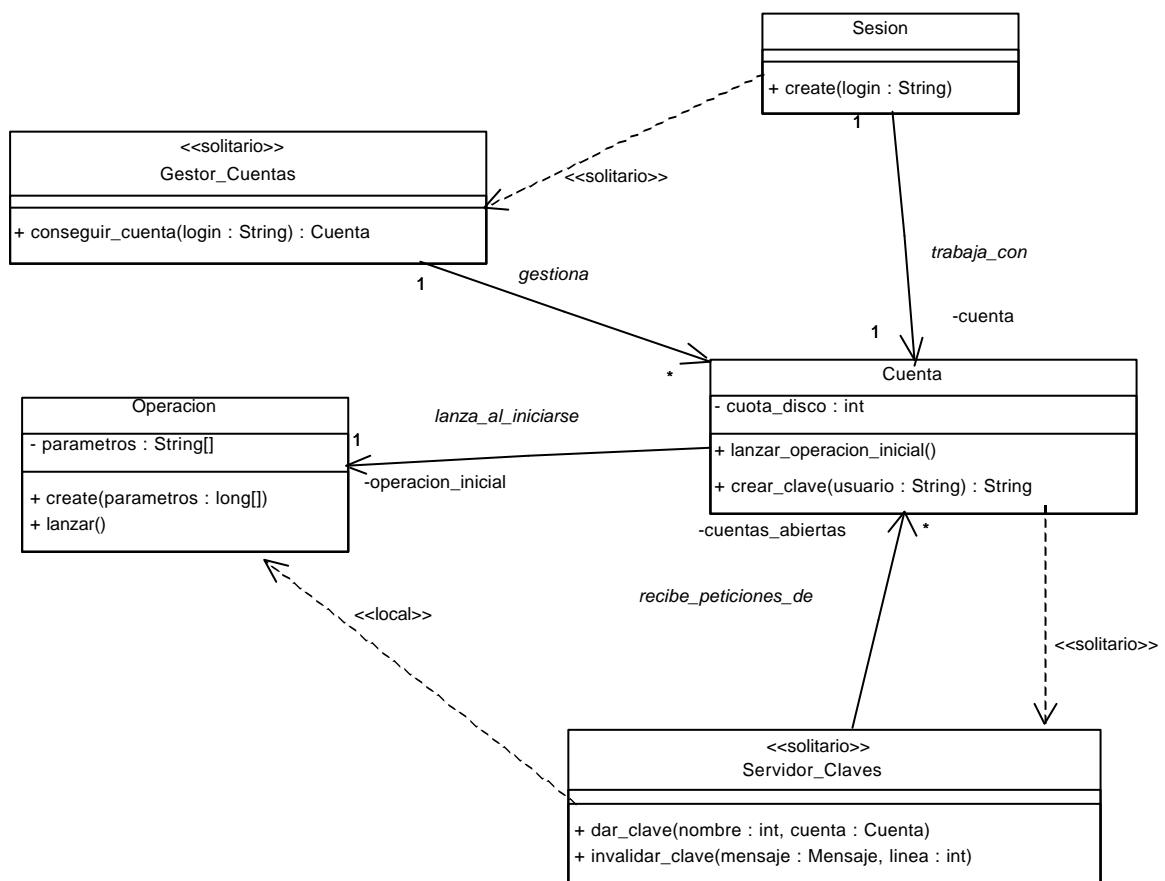 Sesion
+ create(login : String)
1
<<solitario>>
Gestor_Cuentas
+ conseguir_cuenta(login : String) : Cuenta
<<solitario>>
1
gestiona
*
trabaja_con
-cuenta
1
Cuenta
- cuota_disco : int
+ lanzar_operacion_inicial()
+ crear_clave(usuario : String) : String
Operacion
- parametros : String[]
+ create(parametros : long[])
+ lanzar()
lanza_al_iniciarse
1
-operacion_inicial
-cuentas_abiertas
*
recibe_peticiones_de
<<local>>
<<solitario>>
<<solitario>>
Servidor_Claves
+ dar_clave(nombre : int, cuenta : Cuenta)
+ invalidar_clave(mensaje : Mensaje, linea : int)